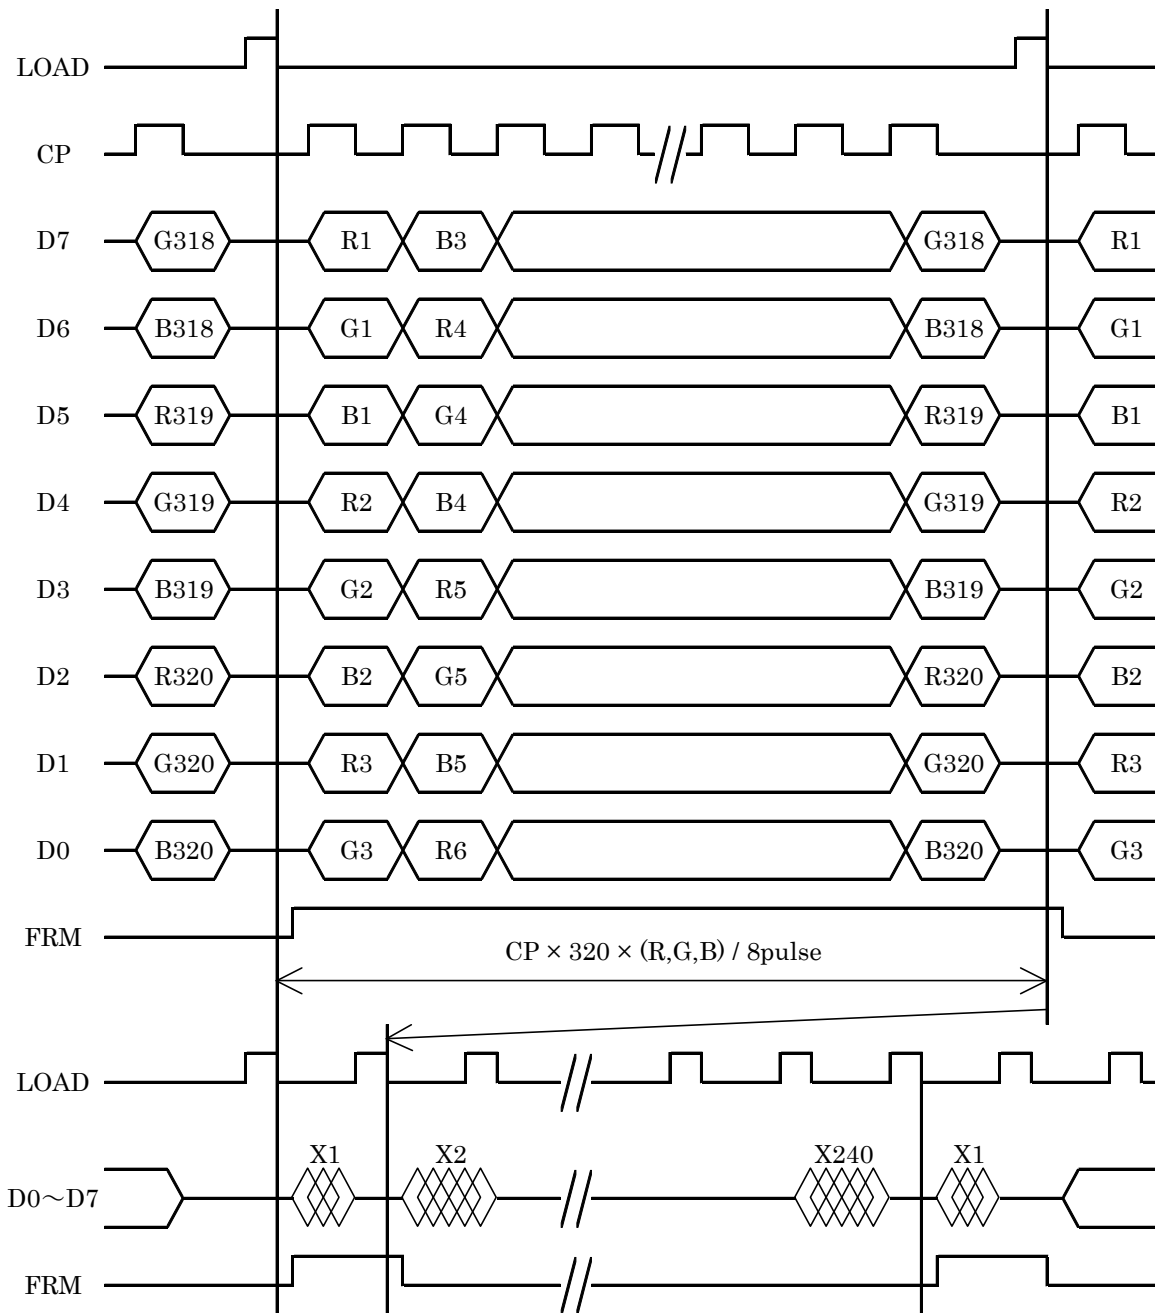 LOAD
CP
D7 G318 R1 B3 G318 R1
D6 B318 G1 R4 B318 G1
D5 R319 B1 G4 R319 B1
D4 G319 R2 B4 G319 R2
D3 B319 G2 R5 B319 G2
D2 R320 B2 G5 R320 B2
D1 G320 R3 B5 G320 R3
D0 B320 G3 R6 B320 G3
FRM
CP × 320 × (R,G,B) / 8pulse
LOAD
X1 X2 X240 X1
D0～D7
FRM